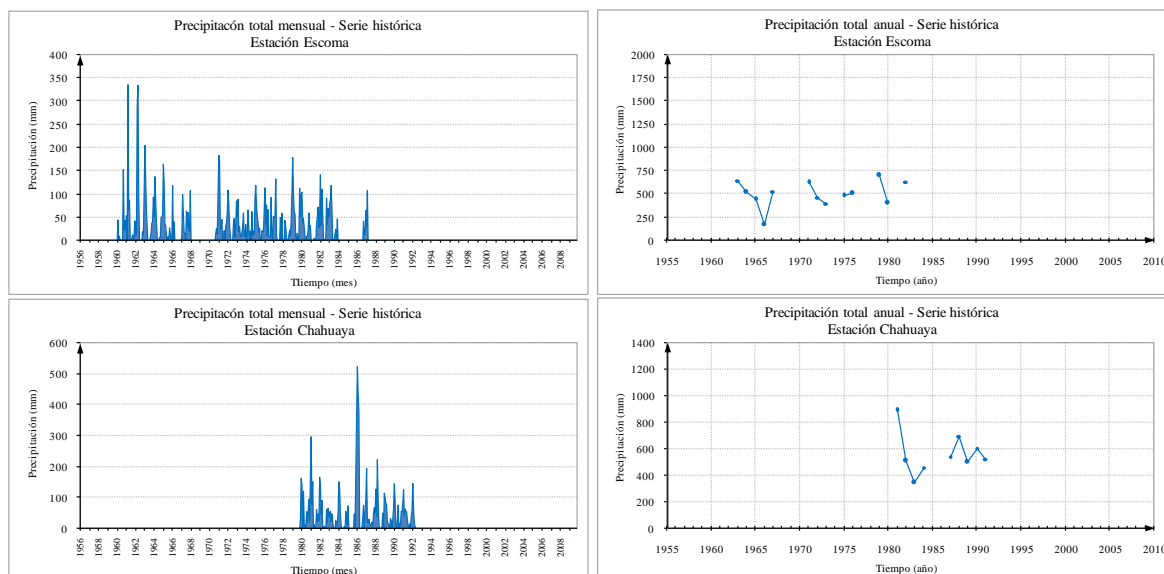 Precipitacón total mensual - Serie histórica
Estación Escoma
400
350
300
250
200
150
100
50
0
Precipitación (mm)
1956 1958 1960 1962 1964 1966 1968 1970 1972 1974 1976 1978 1980 1982 1984 1986 1988 1990 1992 1994 1996 1998 2000 2002 2004 2006 2008
TIiempo (mes)
Precipitación total anual - Serie histórica
Estación Escoma
2000
1750
1500
1250
1000
750
500
250
0
Precipitación (mm)
1955 1960 1965 1970 1975 1980 1985 1990 1995 2000 2005 2010
Tiempo (año)
Precipitacón total mensual - Serie histórica
Estación Chahuaya
600
500
400
300
200
100
0
Precipitación (mm)
1956 1958 1960 1962 1964 1966 1968 1970 1972 1974 1976 1978 1980 1982 1984 1986 1988 1990 1992 1994 1996 1998 2000 2002 2004 2006 2008
TIiempo (mes)
Precipitación total anual - Serie histórica
Estación Chahuaya
1400
1200
1000
800
600
400
200
0
Precipitación (mm)
1955 1960 1965 1970 1975 1980 1985 1990 1995 2000 2005 2010
Tiempo (año)